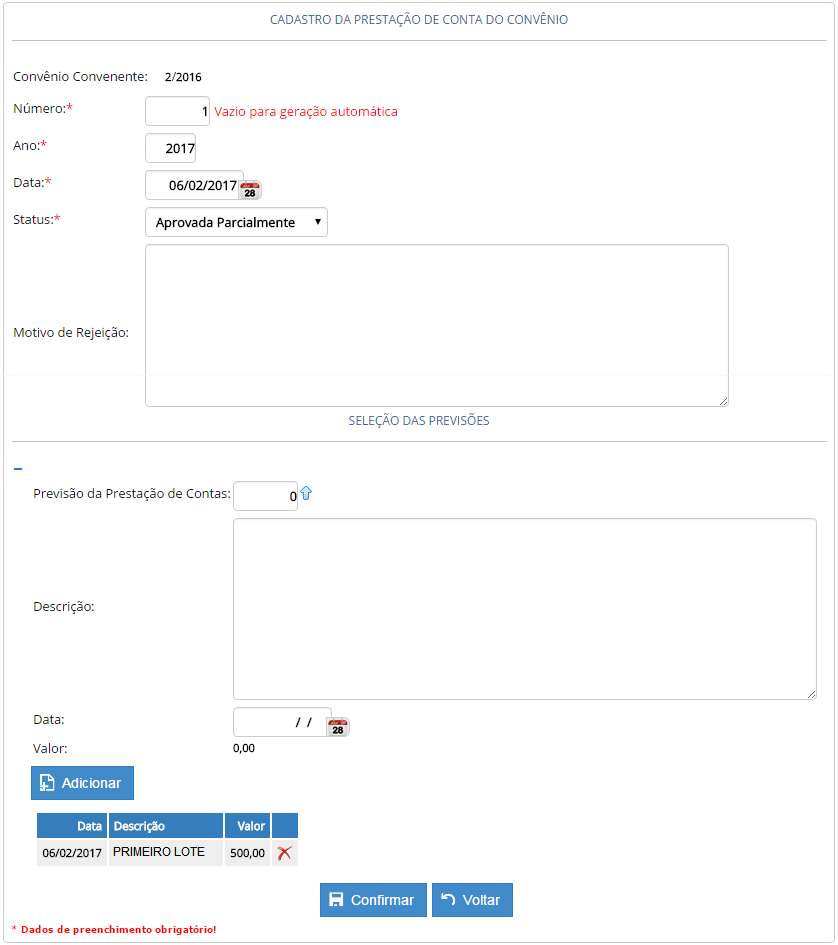 CADASTRO DA PRESTAÇÃO DE CONTA DO CONVÊNIO
Convênio Convenente: 2/2016
Número:* 1 Vazio para geração automática
Ano:* 2017
Data:* 06/02/2017 28
Status:* Aprovada Parcialmente
Motivo de Rejeição:
SELEÇÃO DAS PREVISÕES
Previsão da Prestação de Contas: 0
Descrição:
Data: / / 28
Valor: 0,00
Adicionar
Data Descrição Valor
06/02/2017 PRIMEIRO LOTE 500,00
Confirmar Voltar
* Dados de preenchimento obrigatório!